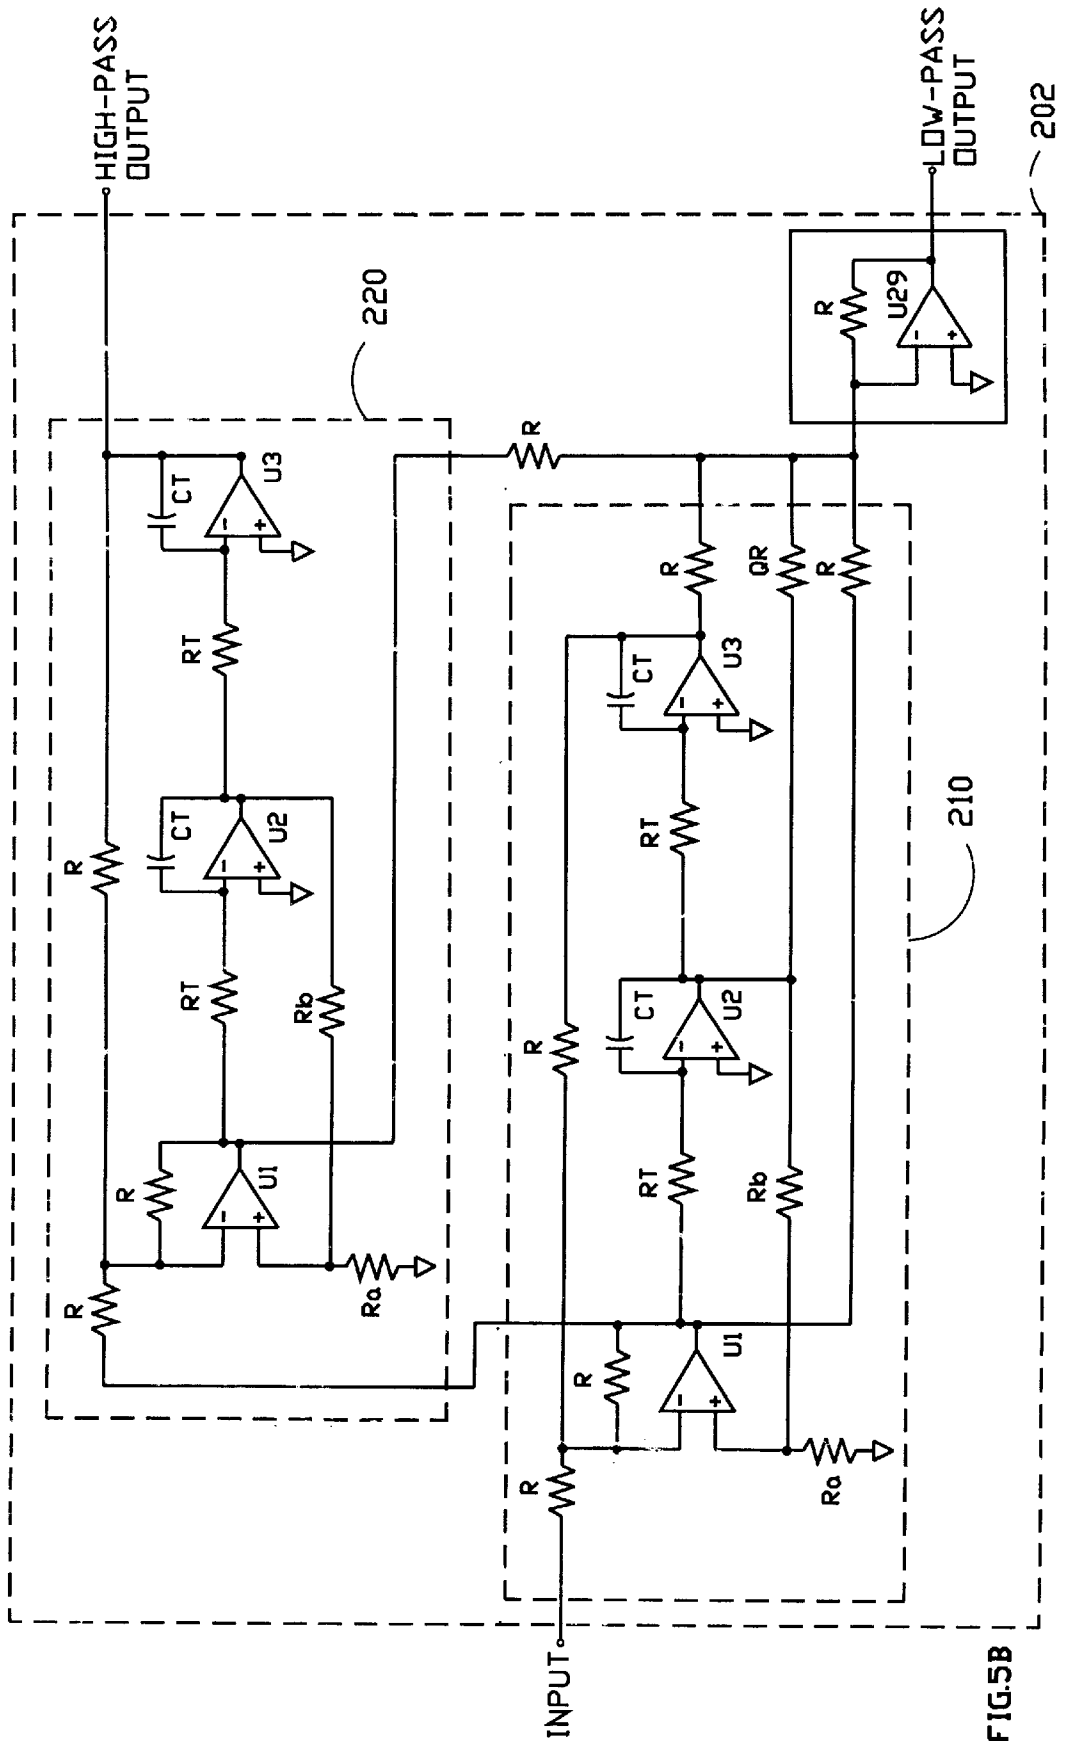 HIGH-PASS
OUTPUT
220
R
CT
U3
RT
CT
U2
RT
Rb
R
R
U1
Ra
R
LOW-PASS
OUTPUT
202
R
U29
R
QR
R
CT
U3
RT
R
CT
U2
RT
Rb
210
R
U1
R
Ra
INPUT
FIG.5B